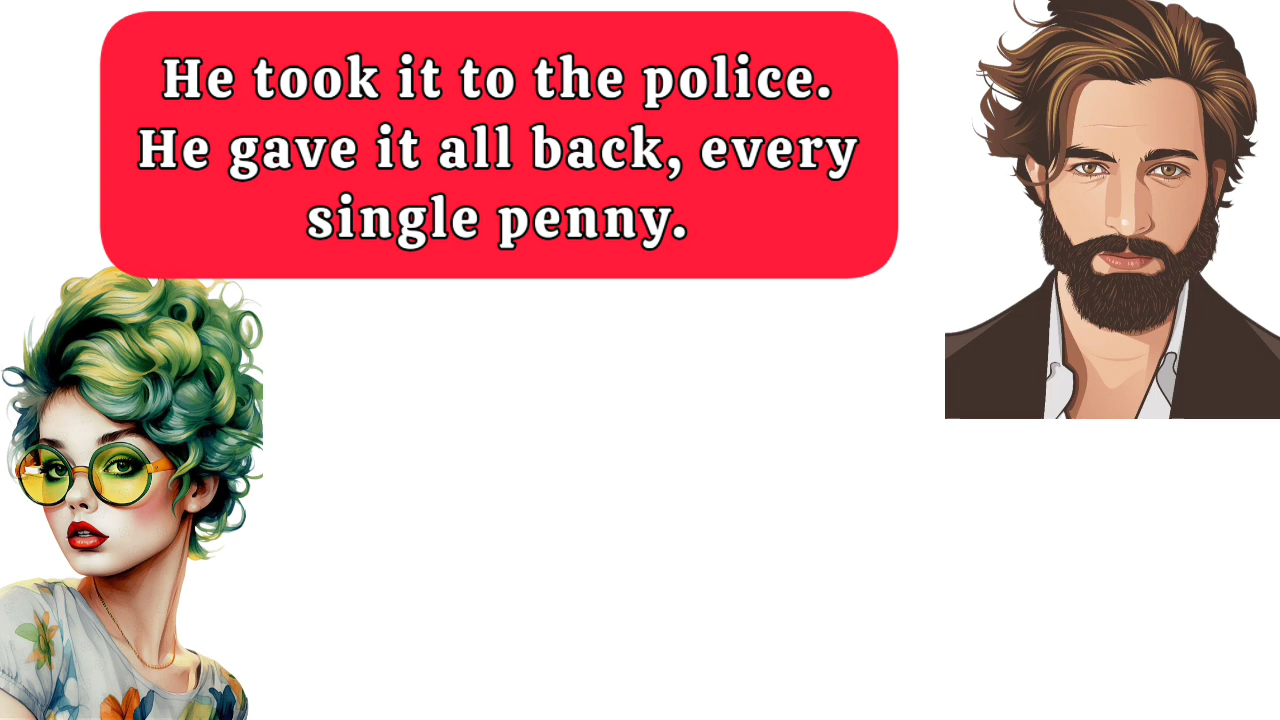 He took it to the police.
He gave it all back, every
single penny.